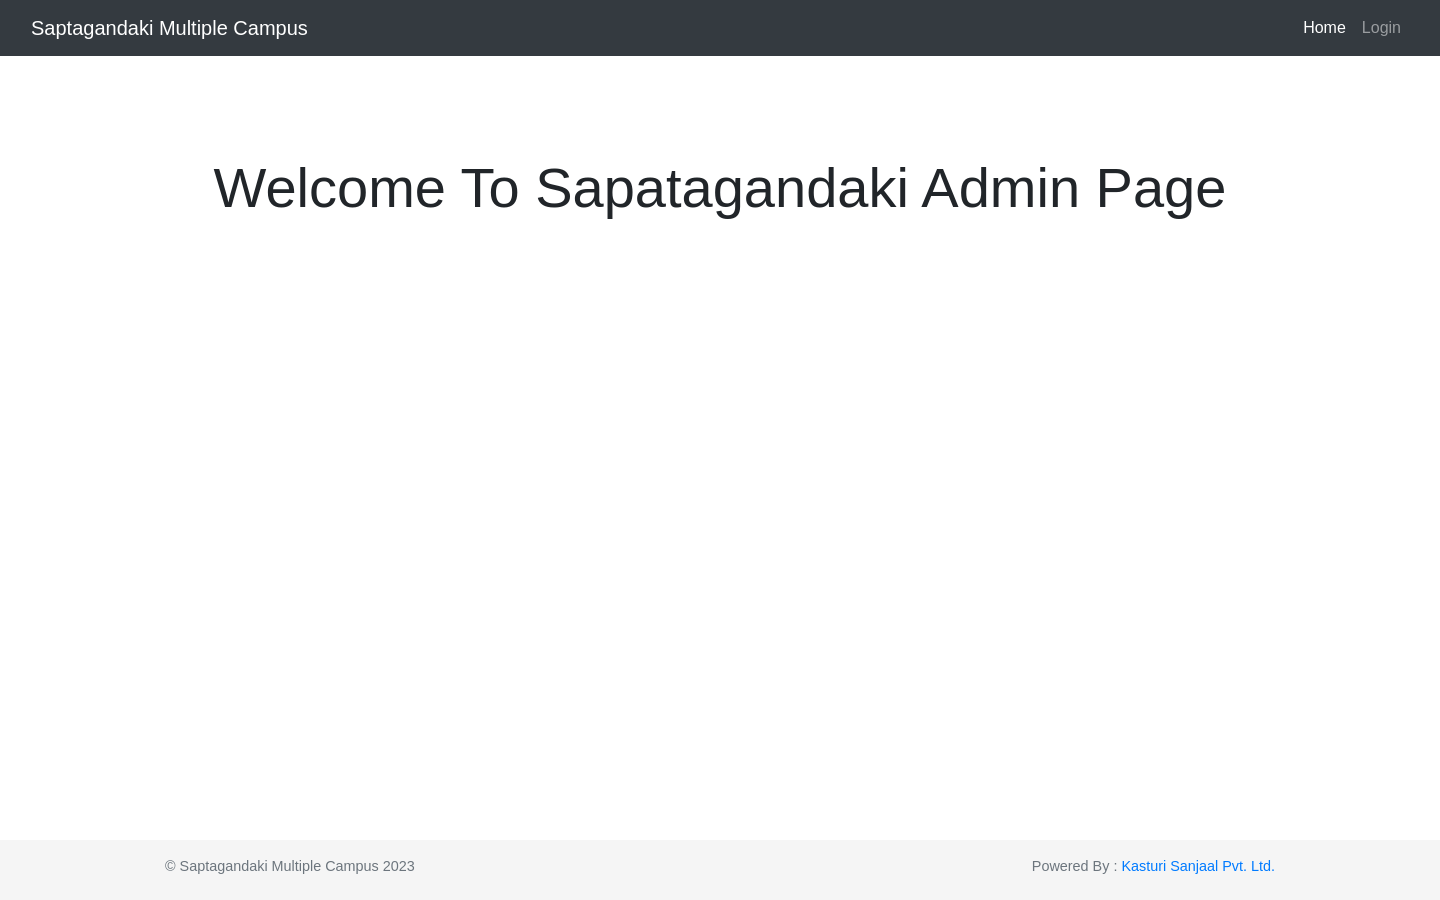 Saptagandaki Multiple Campus
Home Login
Welcome To Sapatagandaki Admin Page
© Saptagandaki Multiple Campus 2023
Powered By : Kasturi Sanjaal Pvt. Ltd.